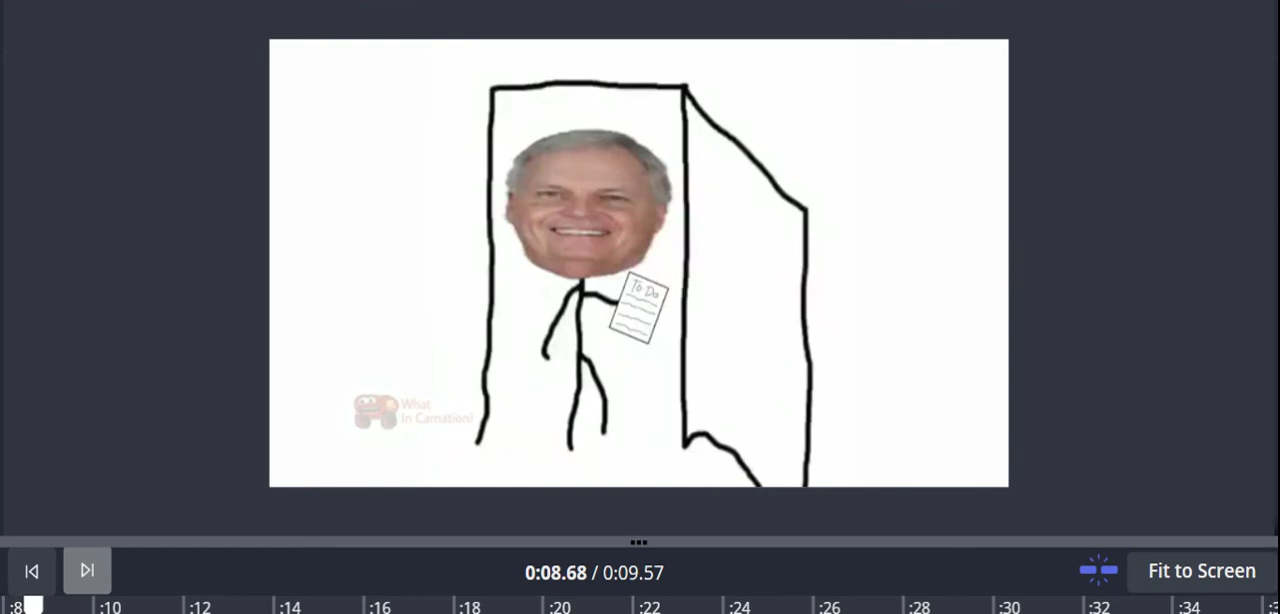 To Do
What
In Carnation?
0:08.68 / 0:09.57
Fit to Screen
:8 :10 :12 :14 :16 :18 :20 :22 :24 :26 :28 :30 :32 :34